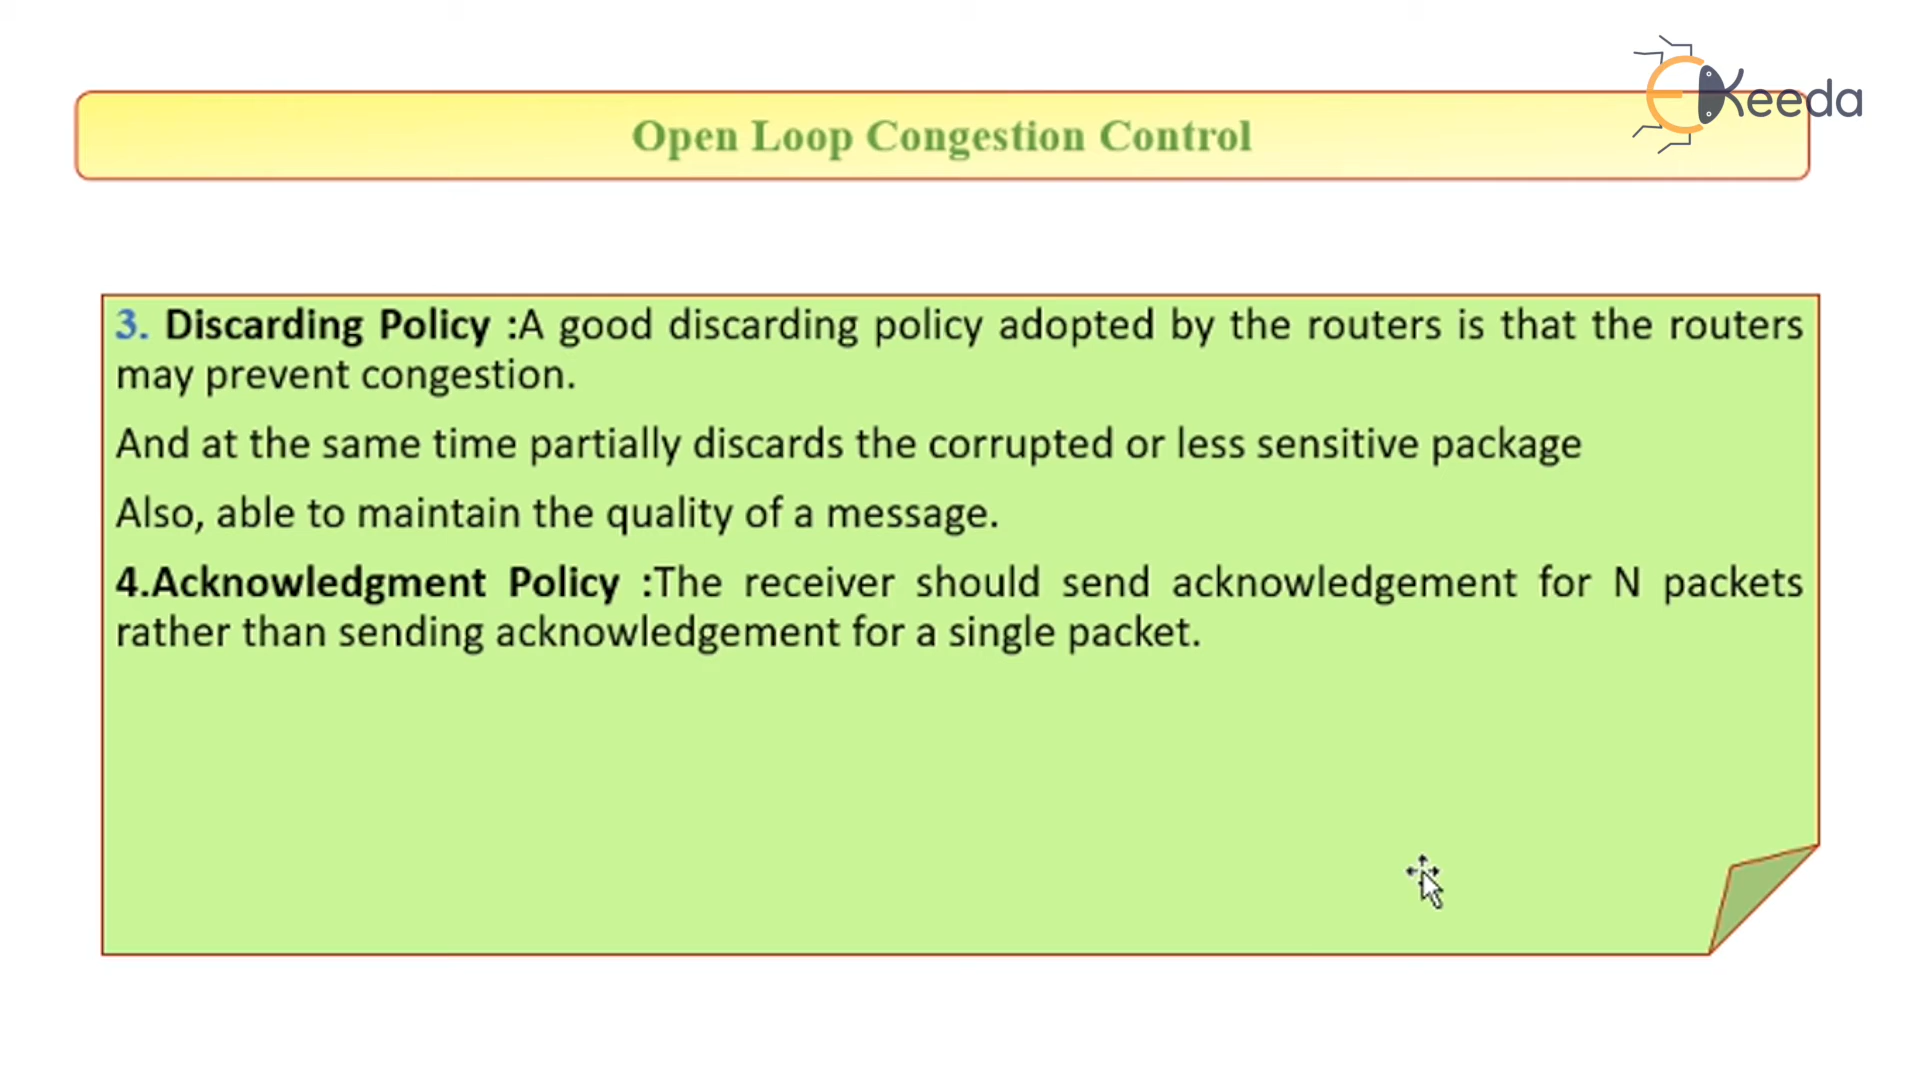 EKeeda
Open Loop Congestion Control
3. Discarding Policy :A good discarding policy adopted by the routers is that the routers
may prevent congestion.
And at the same time partially discards the corrupted or less sensitive package
Also, able to maintain the quality of a message.
4.Acknowledgment Policy :The receiver should send acknowledgement for N packets
rather than sending acknowledgement for a single packet.